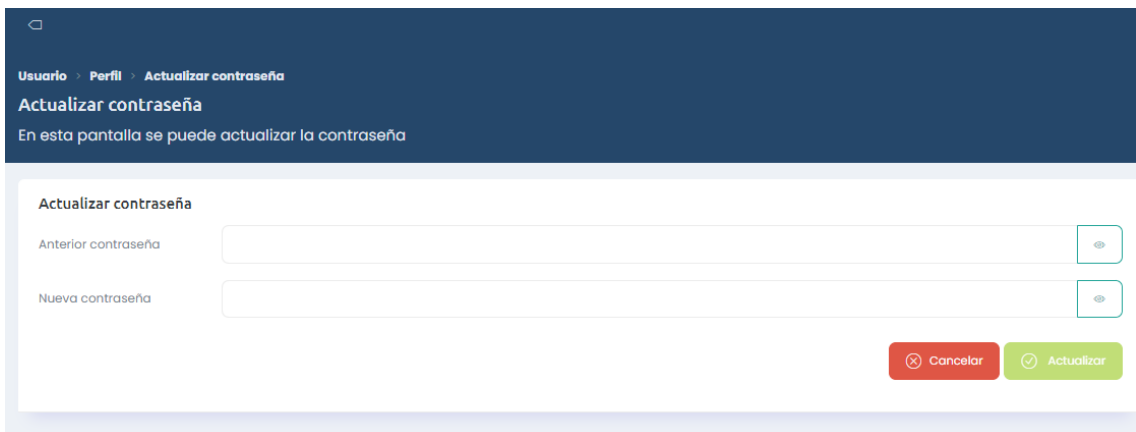 Usuario > Perfil > Actualizar contraseña
Actualizar contraseña
En esta pantalla se puede actualizar la contraseña
Actualizar contraseña
Anterior contraseña
Nueva contraseña
Cancelar Actualizar